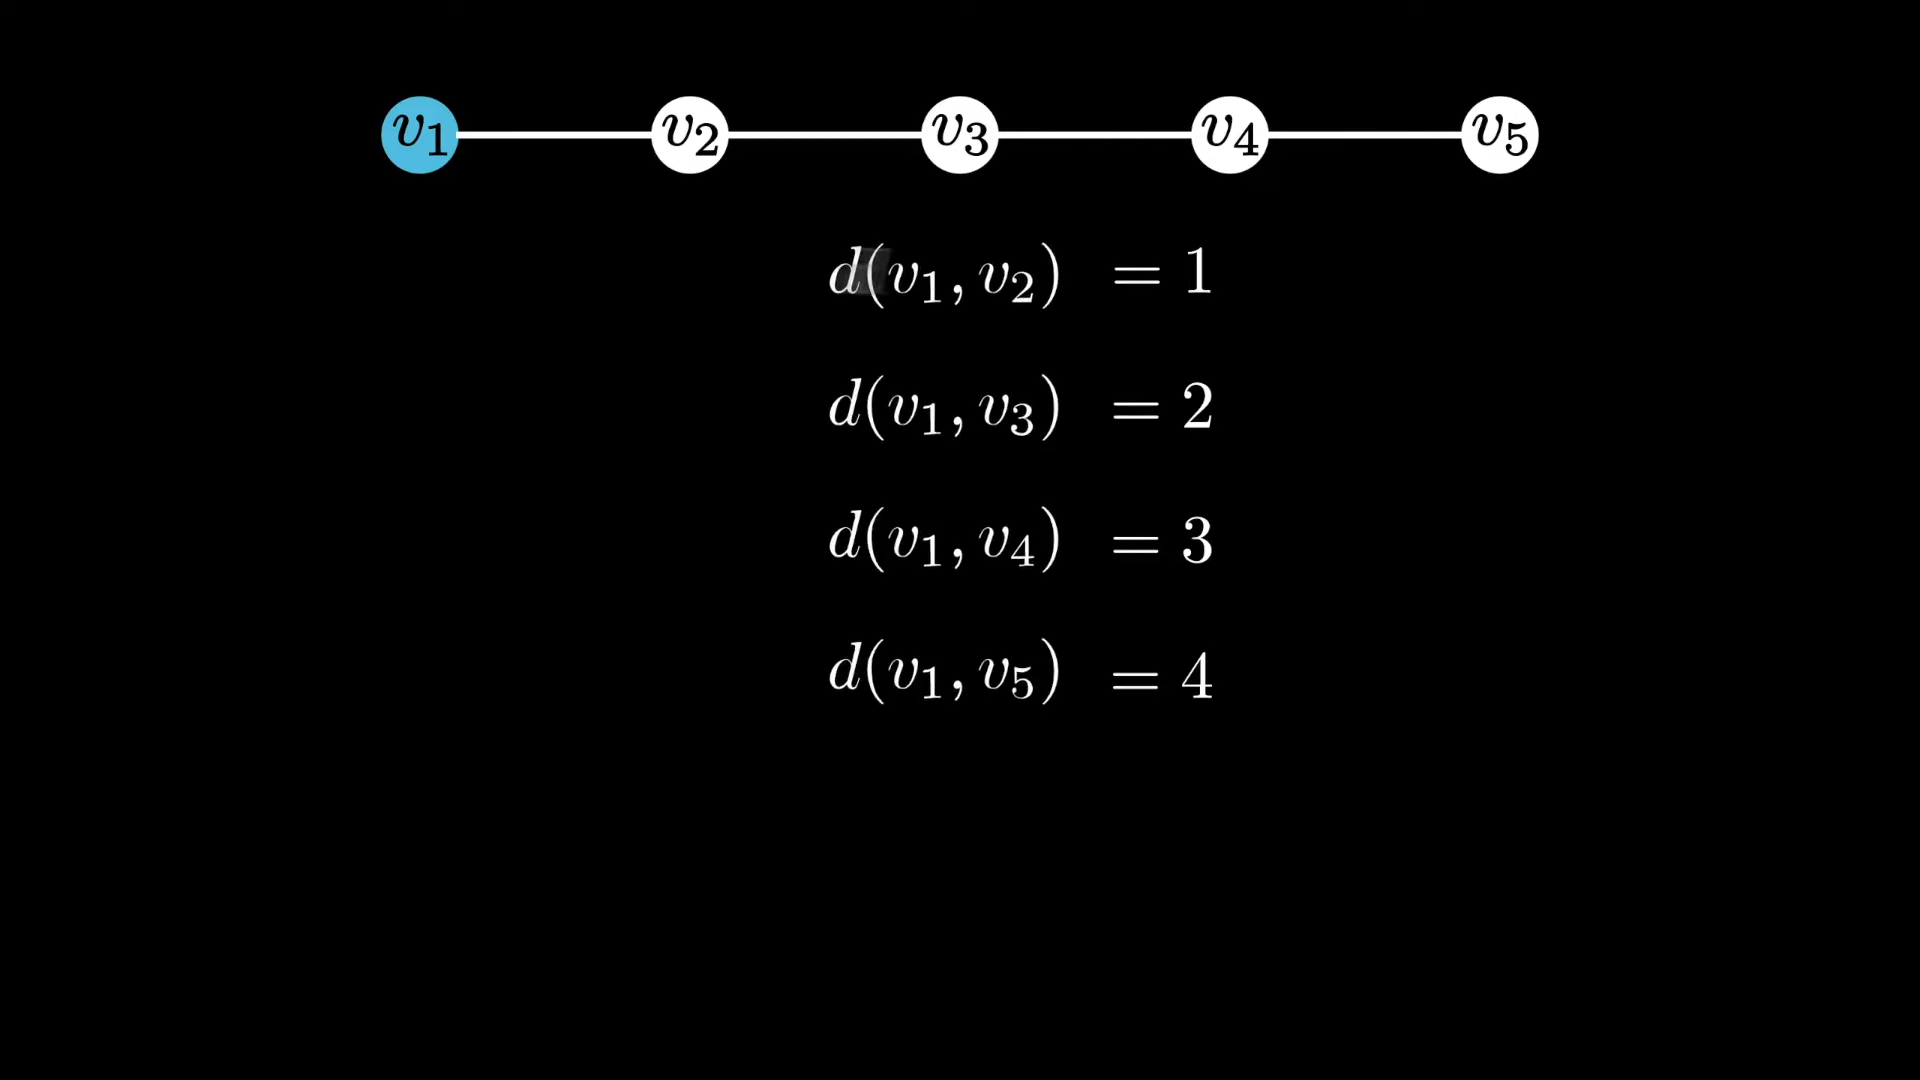 v₁ v₂ v₃ v₄ v₅
d(v₁, v₂) = 1
d(v₁, v₃) = 2
d(v₁, v₄) = 3
d(v₁, v₅) = 4